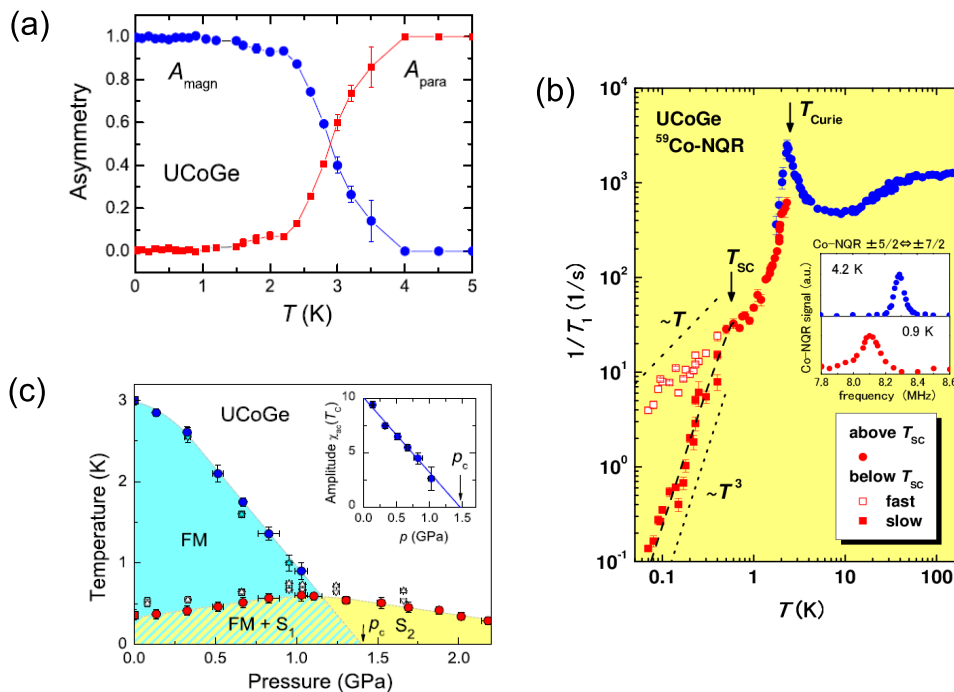 (a)
1.0
0.8
0.6
0.4
0.2
0.0
Asymmetry
A_magn
A_para
UCoGe
0
1
2
3
4
5
T (K)
(b)
10^4
10^3
10^2
10^1
10^0
10^-1
1/T_1 (1/s)
UCoGe
^59Co-NQR
T_Curie
T_SC
~T
~T^3
Co-NQR ±5/2⇔±7/2
4.2 K
0.9 K
Co-NQR signal (a.u.)
7.8 8.0 8.2 8.4 8.6
frequency (MHz)
above T_SC
below T_SC
fast
slow
0.1
1
10
100
T (K)
(c)
3
2
1
0
Temperature (K)
UCoGe
FM
FM + S_1
p_c
S_2
10
5
0
Amplitude χ_ac(T_C)
p_c
0.0 0.5 1.0 1.5 2.0
p (GPa)
0.0
0.5
1.0
1.5
2.0
Pressure (GPa)